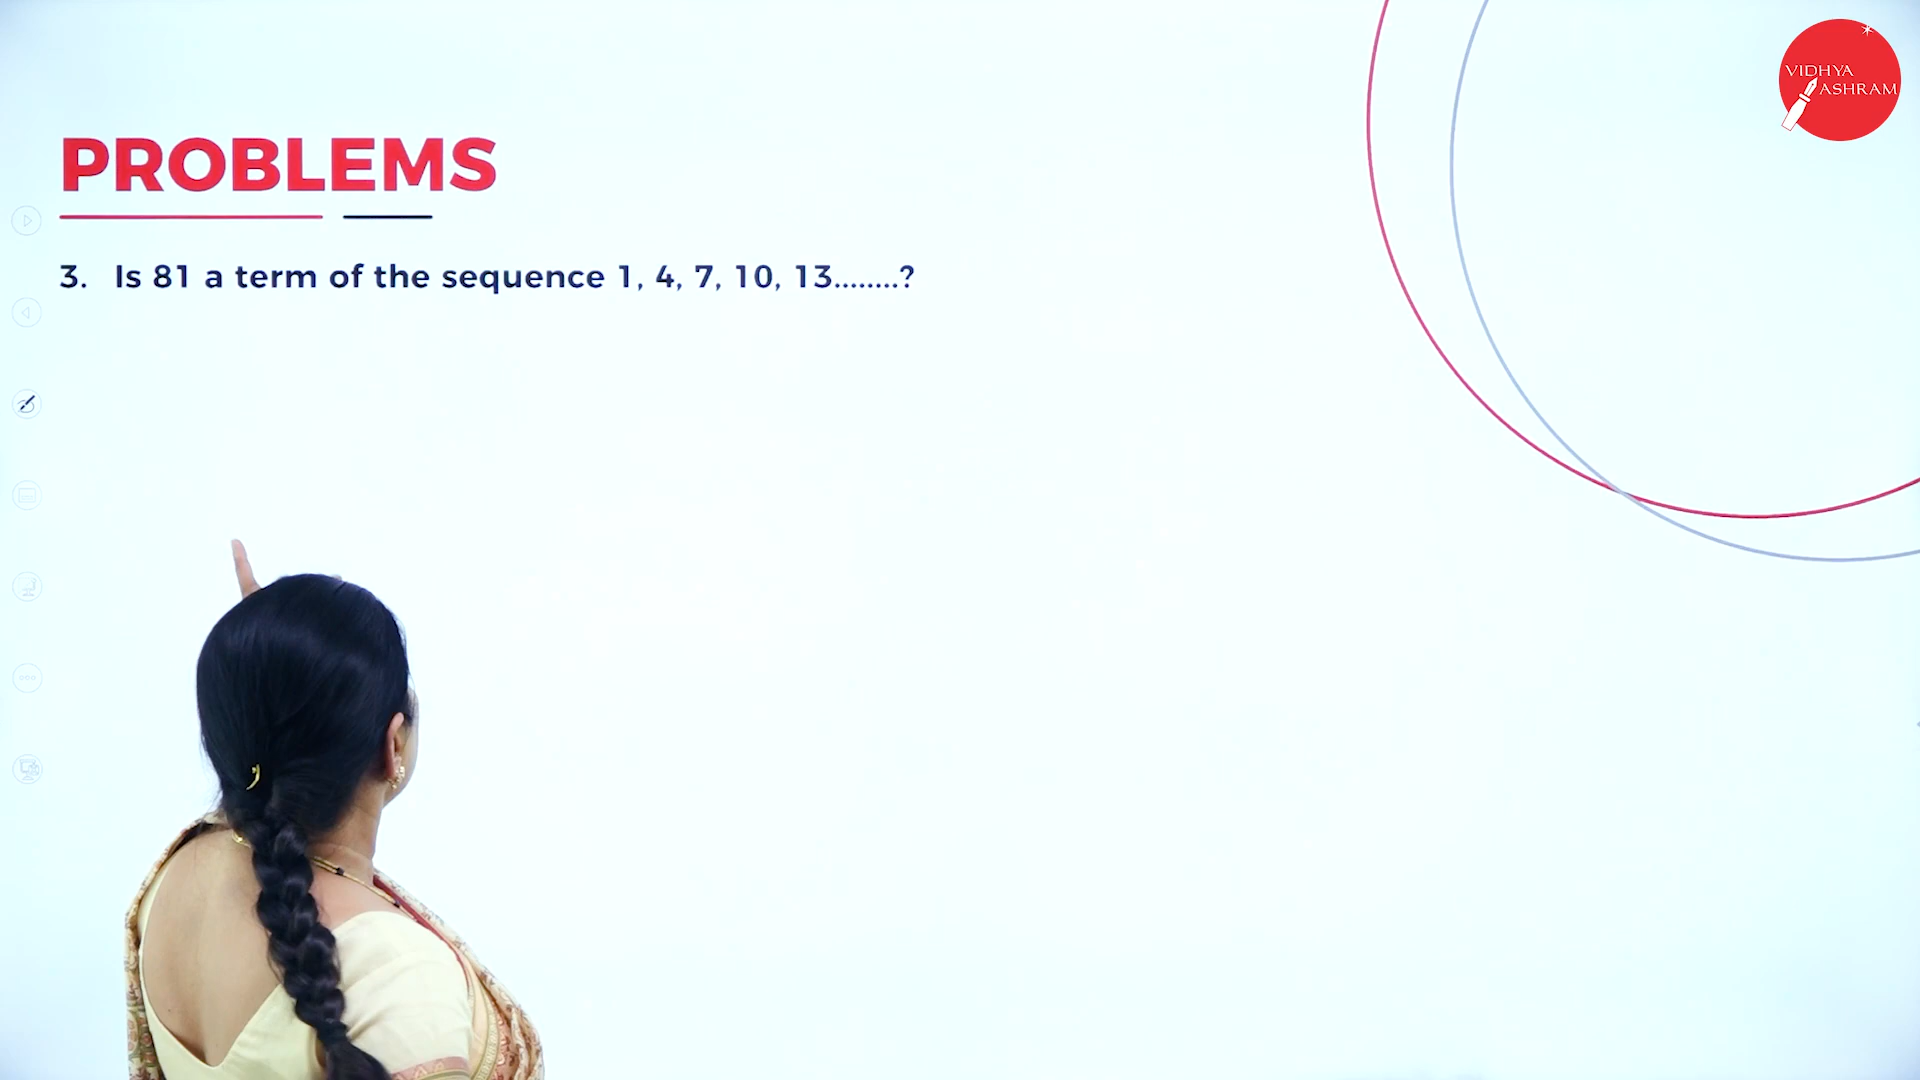 VIDHYA
ASHRAM
PROBLEMS
3. Is 81 a term of the sequence 1, 4, 7, 10, 13........?